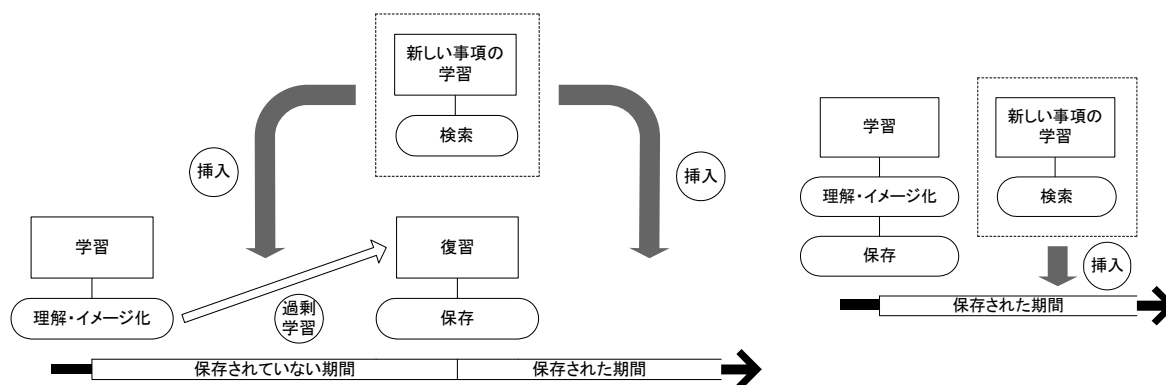 新しい事項の
学習
検索
挿入
挿入
学習
理解・イメージ化
過剰
学習
復習
保存
保存されていない期間
保存された期間
学習
理解・イメージ化
保存
新しい事項の
学習
検索
挿入
保存された期間